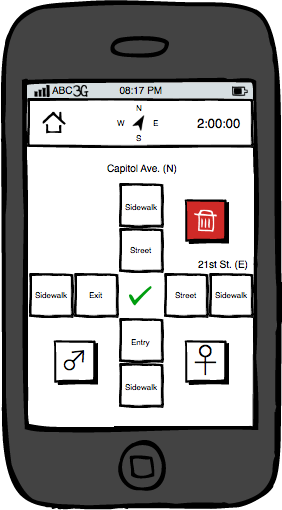 ABC 3G 08:17 PM
N
W E 2:00:00
Capitol Ave. (N)
Sidewalk
Street
21st St. (E)
Sidewalk Exit Street Sidewalk
Entry
Sidewalk